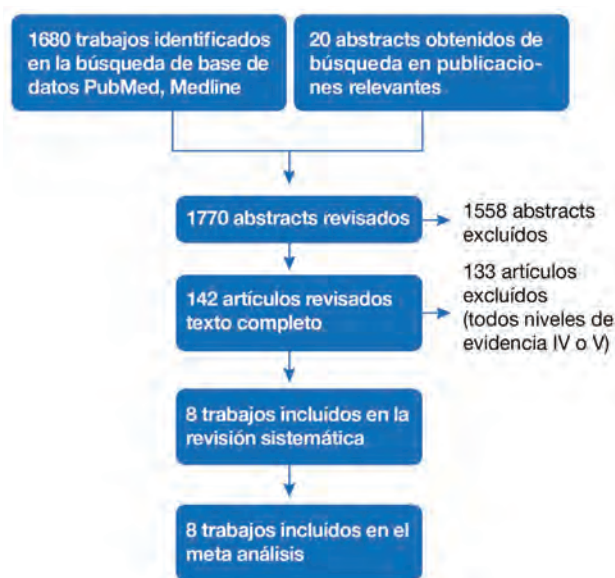 1680 trabajos identificados
en la búsqueda de base de
datos PubMed, Medline
20 abstracts obtenidos de
búsqueda en publicacio-
nes relevantes
1770 abstracts revisados
1558 abstracts
excluídos
142 artículos revisados
texto completo
133 artículos
excluídos
(todos niveles de
evidencia IV o V)
8 trabajos incluidos en la
revisión sistemática
8 trabajos incluidos en el
meta análisis